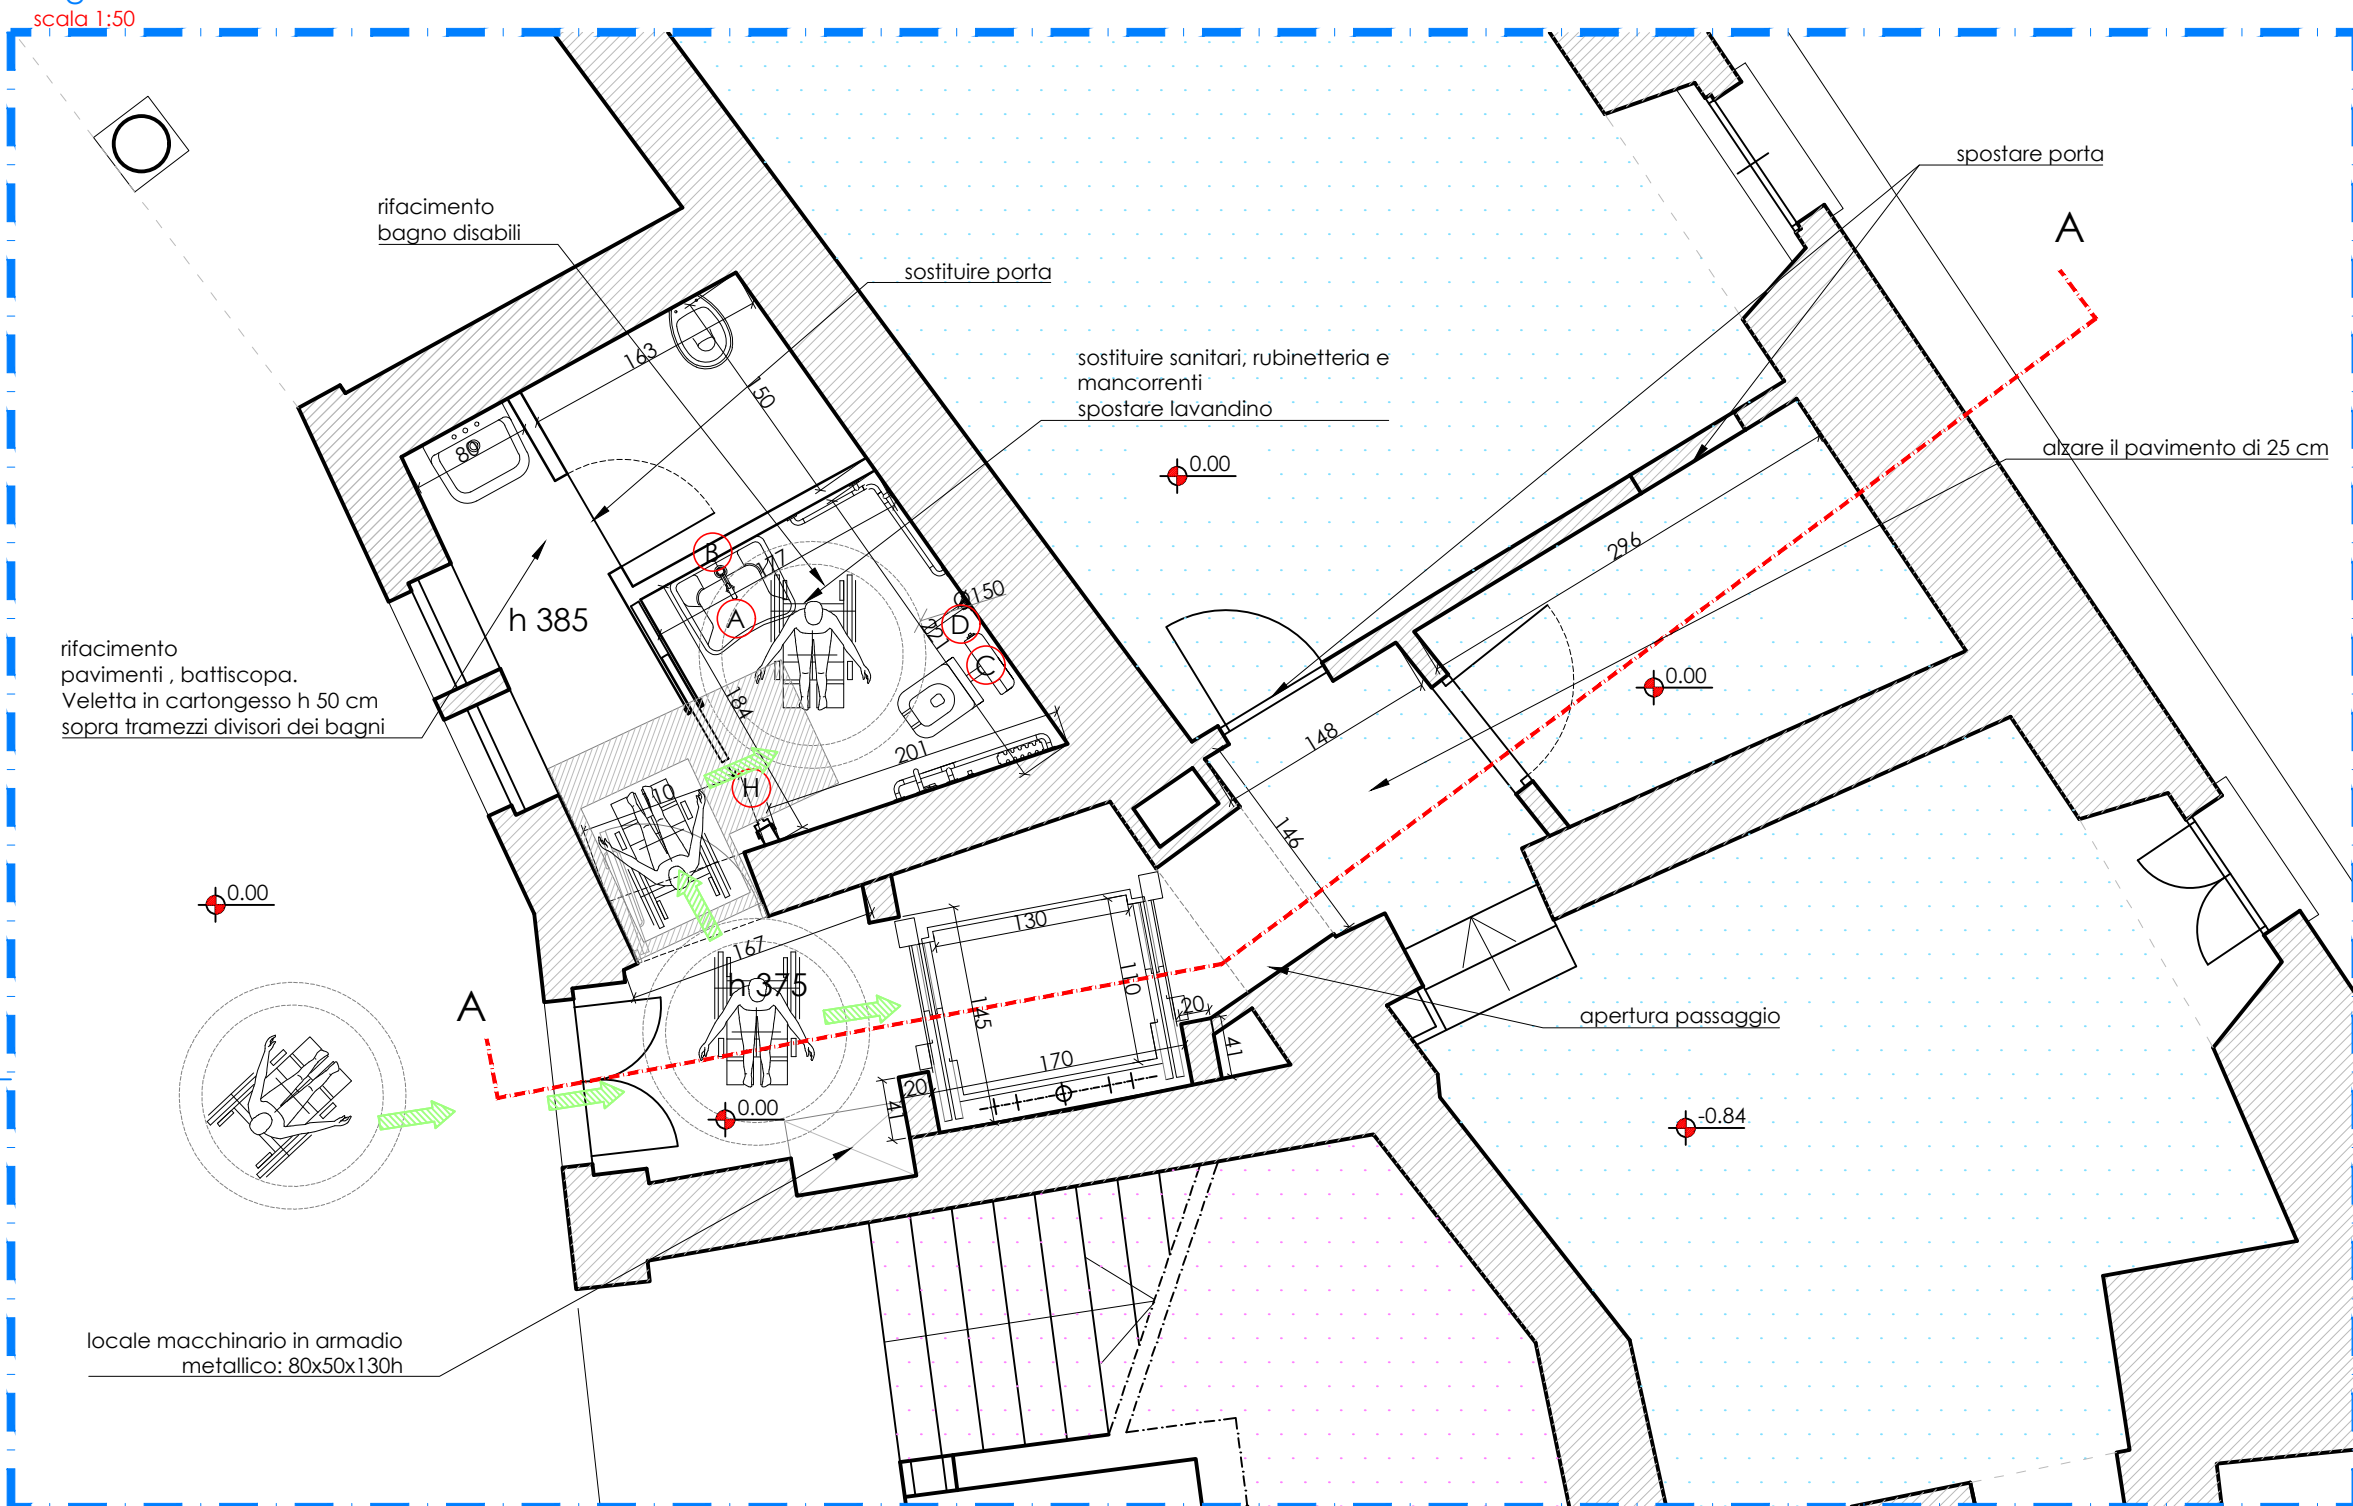 scala 1:50
spostare porta
A
rifacimento
bagno disabili
sostituire porta
163
150
sostituire sanitari, rubinetteria e
mancorrenti
spostare lavandino
80
0.00
alzare il pavimento di 25 cm
296
B
77
h 385
A
Ø150
D
C
rifacimento
pavimenti , battiscopa.
Veletta in cartongesso h 50 cm
sopra tramezzi divisori dei bagni
0.00
184
201
148
H
110
146
0.00
130
167
h 375
110
A
145
20
apertura passaggio
41
170
20
41
0.00
-0.84
locale macchinario in armadio
metallico: 80x50x130h